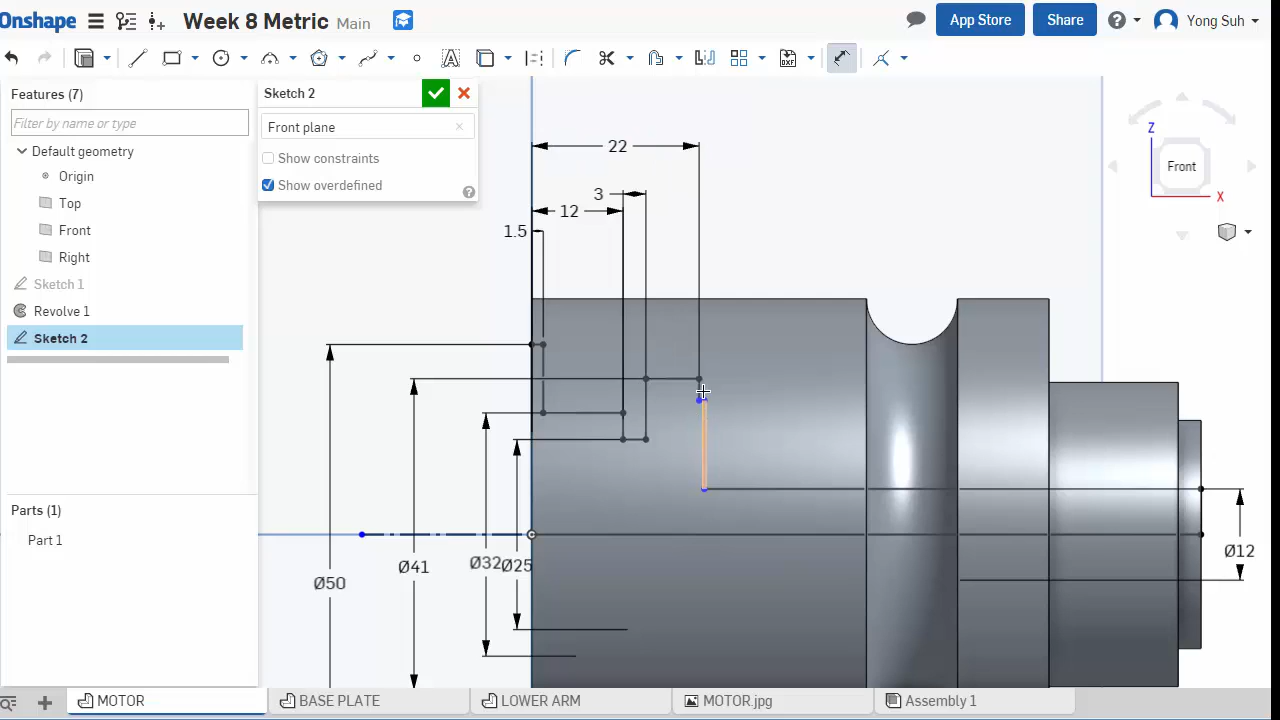 Onshape
Week 8 Metric
Main
App Store
Share
Yong Suh
Features (7)
Filter by name or type
Default geometry
Origin
Top
Front
Right
Sketch 1
Revolve 1
Sketch 2
Sketch 2
Front plane
Show constraints
Show overdefined
Parts (1)
Part 1
22
3
12
1.5
Ø50
Ø41
Ø32
Ø25
Ø12
Z
Front
X
MOTOR
BASE PLATE
LOWER ARM
MOTOR.jpg
Assembly 1